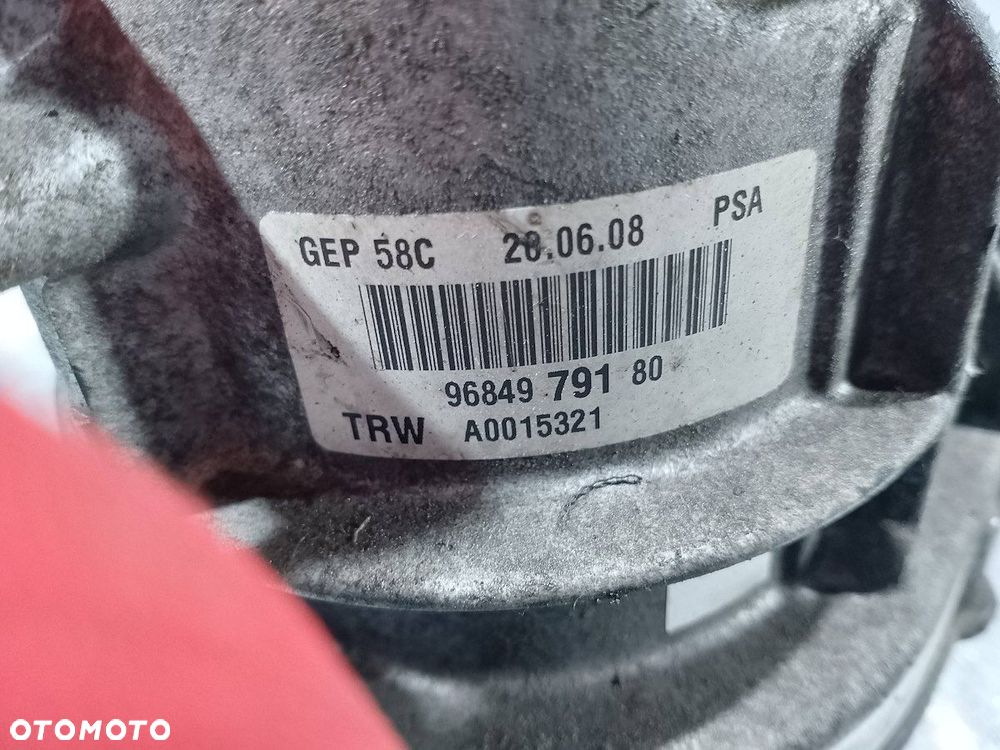 GEP 58C 28.06.08 PSA
96849 791 80
TRW A0015321
OTOMOTO